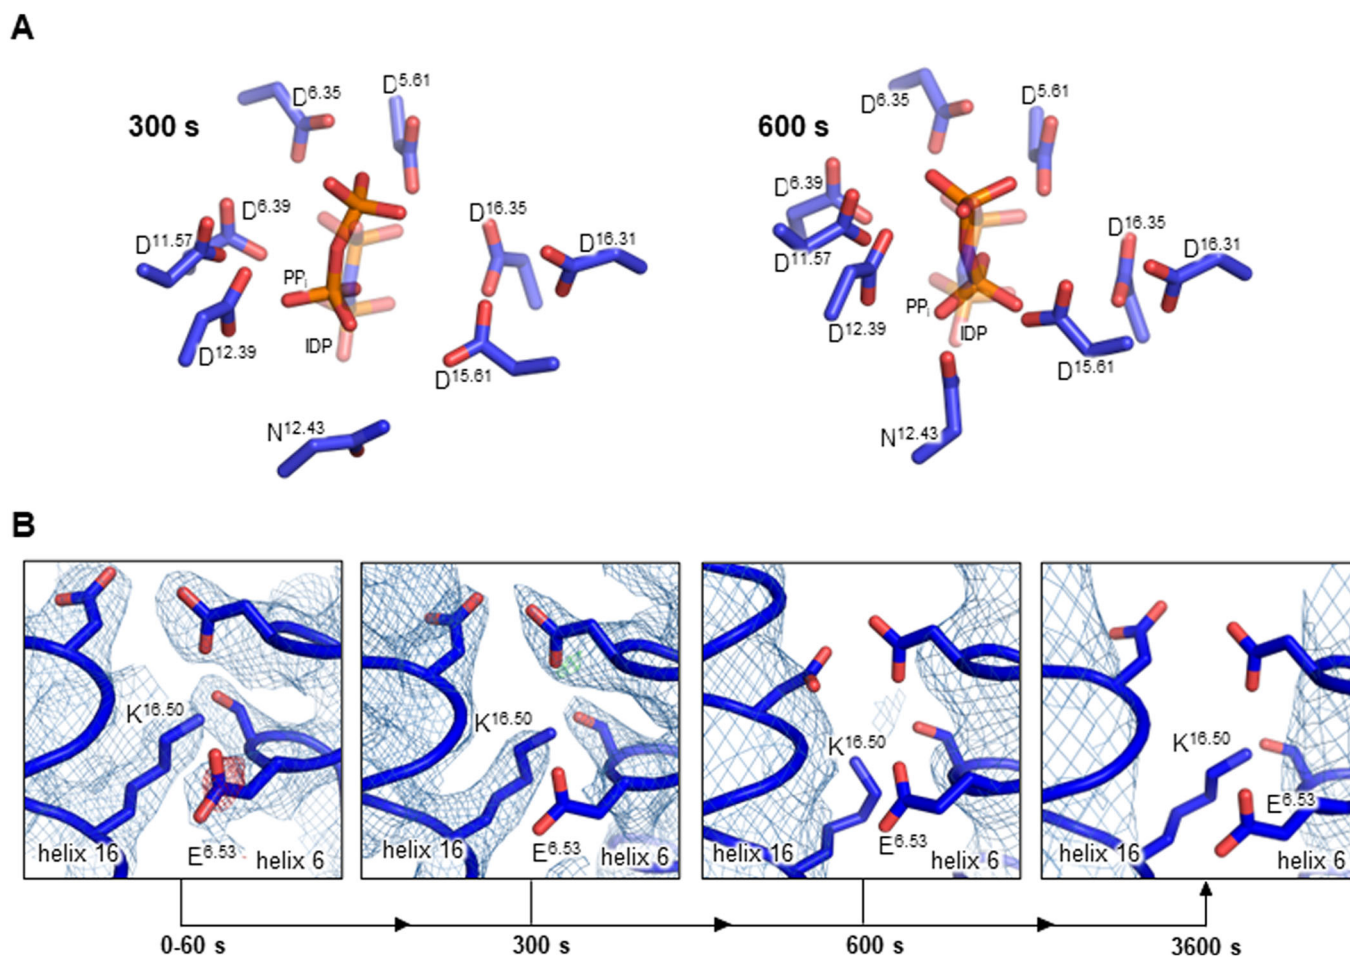 A
300 s
D6.35
D5.61
D6.39
D11.57
D12.39
PPi
IDP
D16.35
D16.31
D15.61
N12.43
600 s
D6.35
D5.61
D6.39
D11.57
D12.39
PPi
IDP
D16.35
D16.31
D15.61
N12.43
B
K16.50
helix 16
E6.53
helix 6
K16.50
helix 16
E6.53
helix 6
K16.50
helix 16
E6.53
helix 6
K16.50
E6.53
helix 16
helix 6
0-60 s
300 s
600 s
3600 s